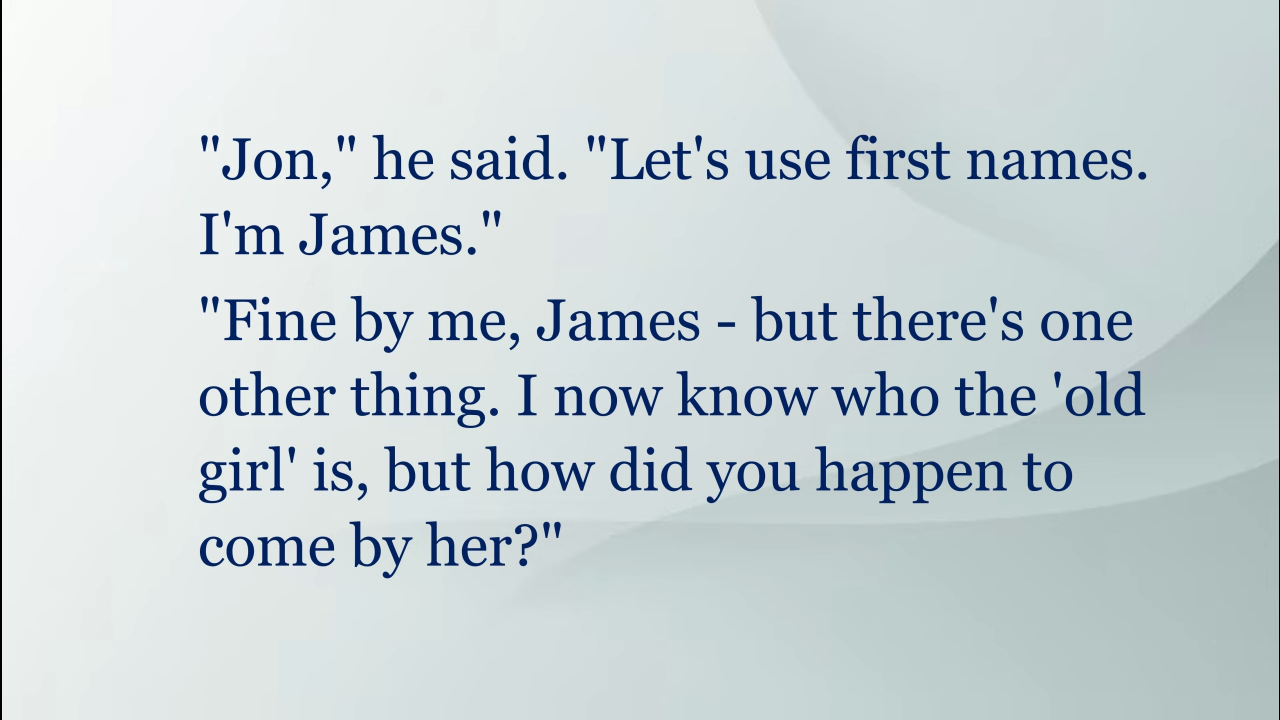 "Jon," he said. "Let's use first names.
I'm James."
"Fine by me, James - but there's one
other thing. I now know who the 'old
girl' is, but how did you happen to
come by her?"